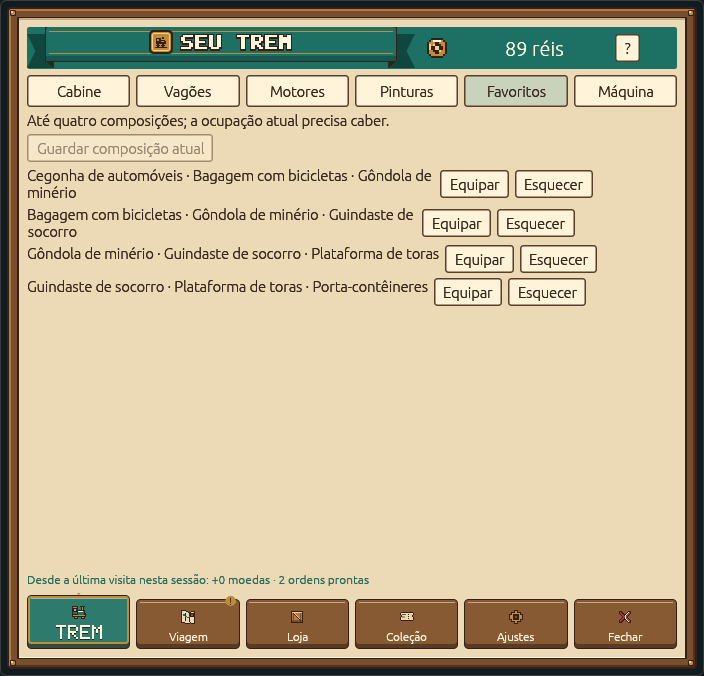 SEU TREM
89 réis
?
Cabine
Vagões
Motores
Pinturas
Favoritos
Máquina
Até quatro composições; a ocupação atual precisa caber.
Guardar composição atual
Cegonha de automóveis · Bagagem com bicicletas · Gôndola de
minério
Equipar
Esquecer
Bagagem com bicicletas · Gôndola de minério · Guindaste de
socorro
Equipar
Esquecer
Gôndola de minério · Guindaste de socorro · Plataforma de toras
Equipar
Esquecer
Guindaste de socorro · Plataforma de toras · Porta-contêineres
Equipar
Esquecer
Desde a última visita nesta sessão: +0 moedas · 2 ordens prontas
TREM
!
Viagem
Loja
Coleção
Ajustes
Fechar